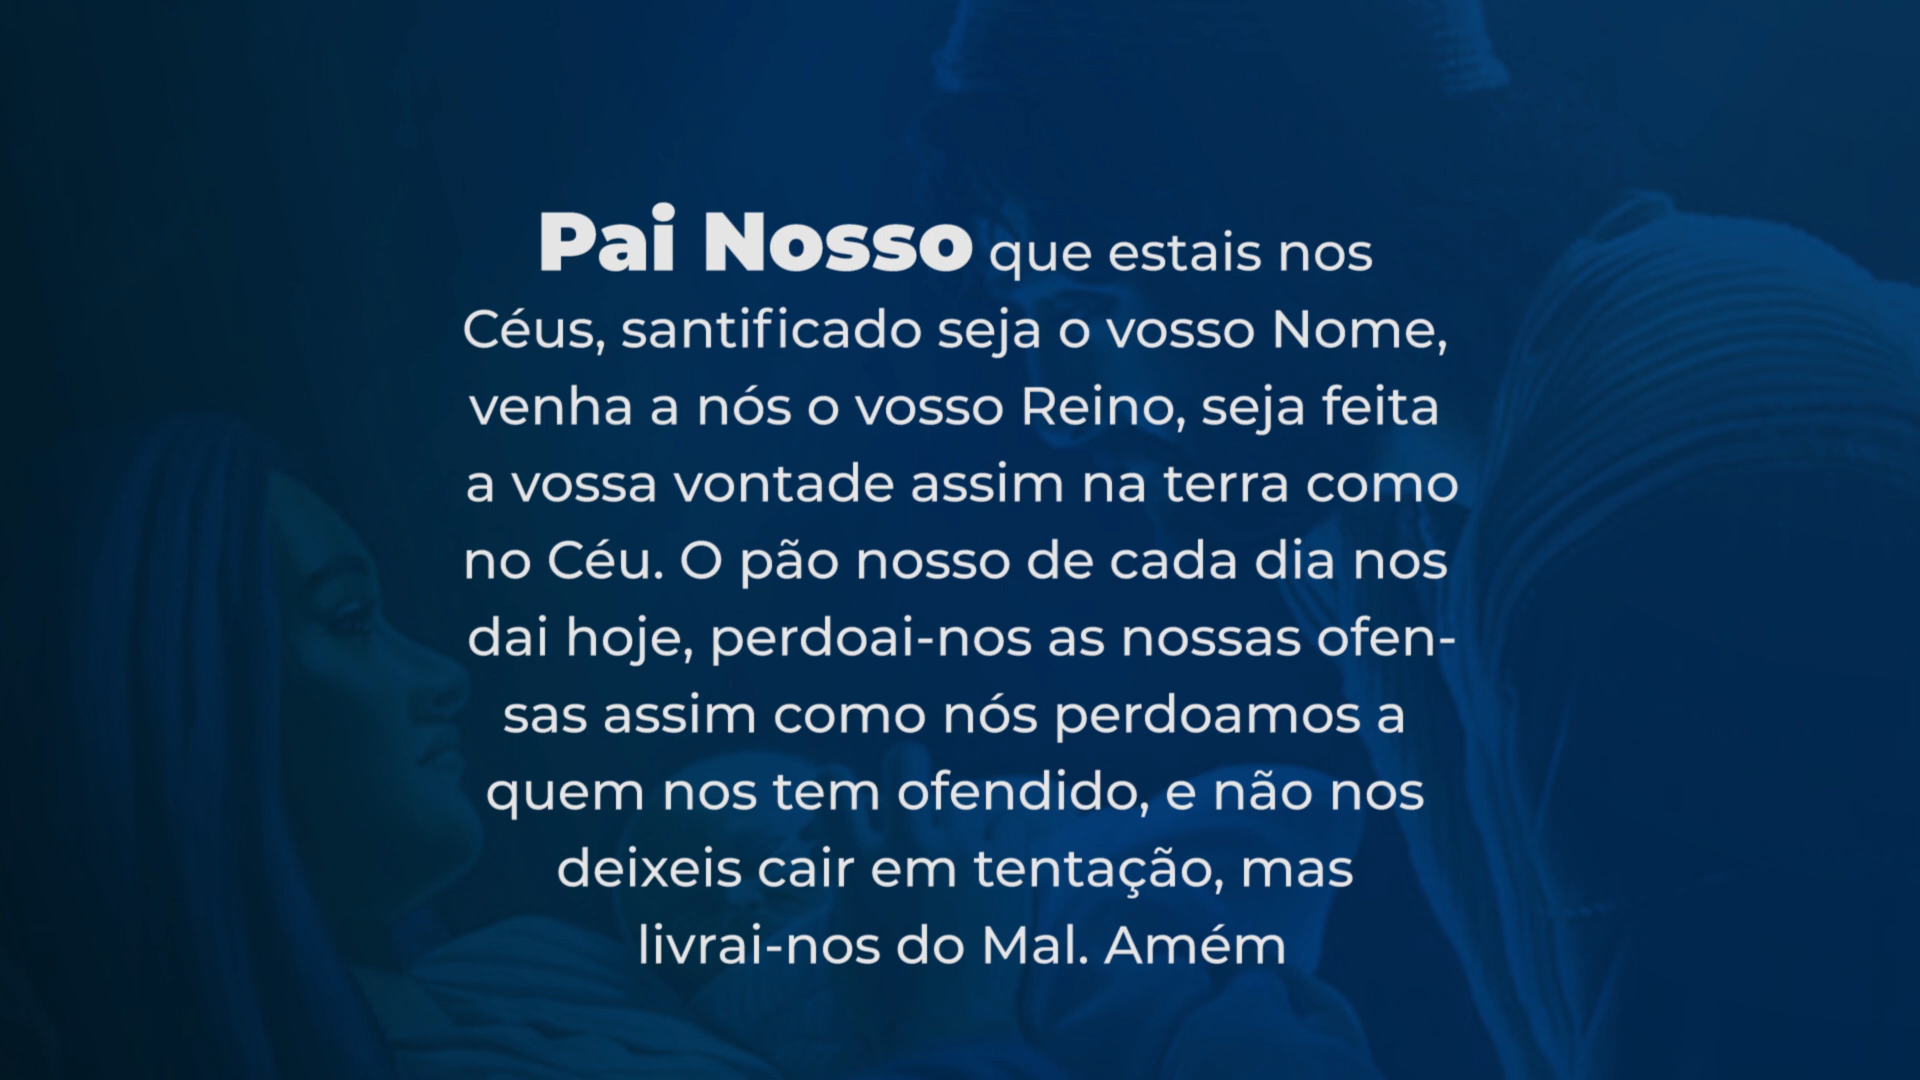 Pai Nosso que estais nos
Céus, santificado seja o vosso Nome,
venha a nós o vosso Reino, seja feita
a vossa vontade assim na terra como
no Céu. O pão nosso de cada dia nos
dai hoje, perdoai-nos as nossas ofen-
sas assim como nós perdoamos a
quem nos tem ofendido, e não nos
deixeis cair em tentação, mas
livrai-nos do Mal. Amém